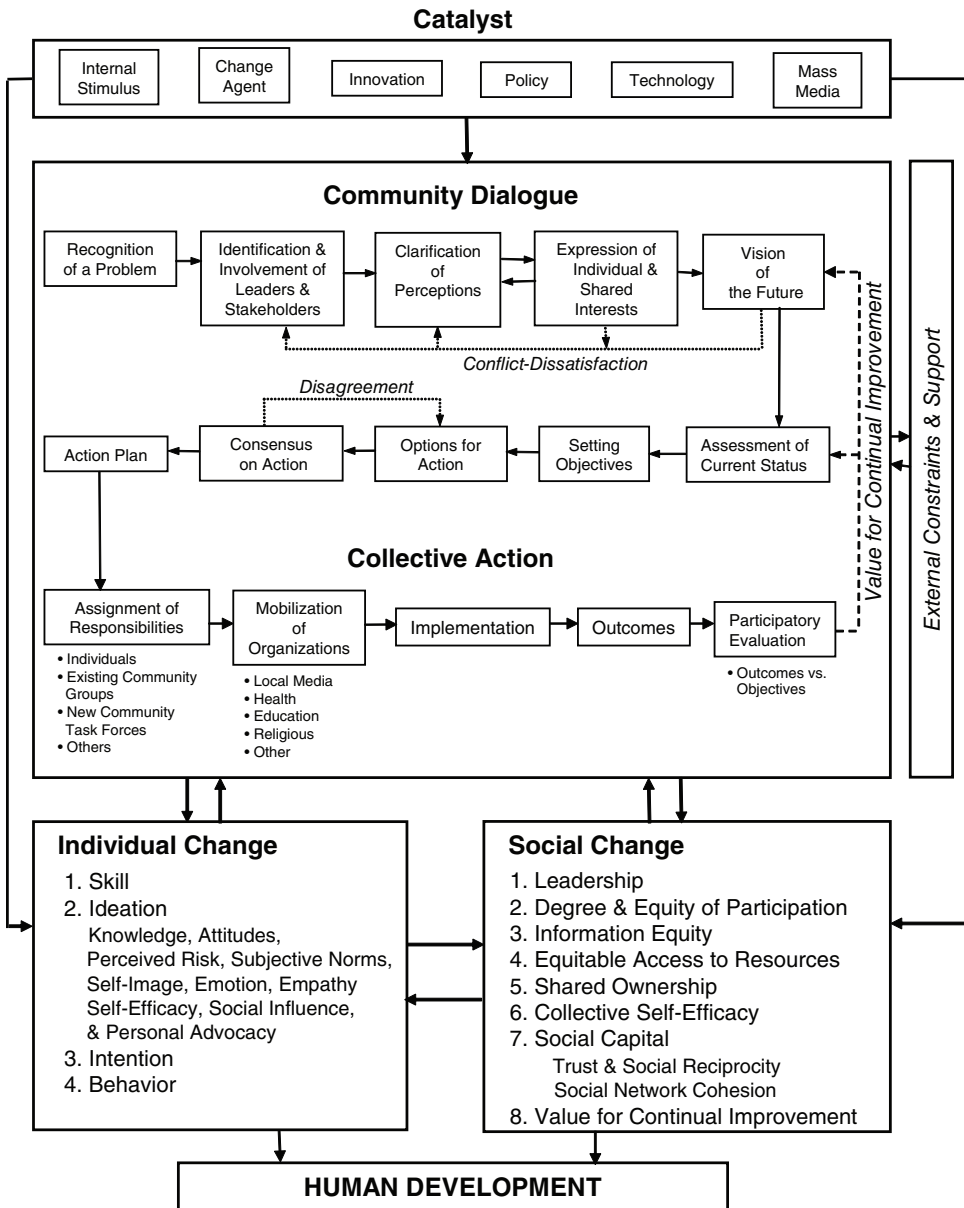 Catalyst
Internal
Stimulus
Change
Agent
Innovation
Policy
Technology
Mass
Media
Community Dialogue
Recognition
of a Problem
Identification &
Involvement of
Leaders &
Stakeholders
Clarification
of
Perceptions
Expression of
Individual &
Shared
Interests
Vision
of
the Future
Conflict-Dissatisfaction
Disagreement
Action Plan
Consensus
on Action
Options for
Action
Setting
Objectives
Assessment of
Current Status
Value for Continual Improvement
External Constraints & Support
Collective Action
Assignment of
Responsibilities
• Individuals
• Existing Community
Groups
• New Community
Task Forces
• Others
Mobilization
of
Organizations
• Local Media
• Health
• Education
• Religious
• Other
Implementation
Outcomes
Participatory
Evaluation
• Outcomes vs.
Objectives
Individual Change
1. Skill
2. Ideation
Knowledge, Attitudes,
Perceived Risk, Subjective Norms,
Self-Image, Emotion, Empathy
Self-Efficacy, Social Influence,
& Personal Advocacy
3. Intention
4. Behavior
Social Change
1. Leadership
2. Degree & Equity of Participation
3. Information Equity
4. Equitable Access to Resources
5. Shared Ownership
6. Collective Self-Efficacy
7. Social Capital
Trust & Social Reciprocity
Social Network Cohesion
8. Value for Continual Improvement
HUMAN DEVELOPMENT